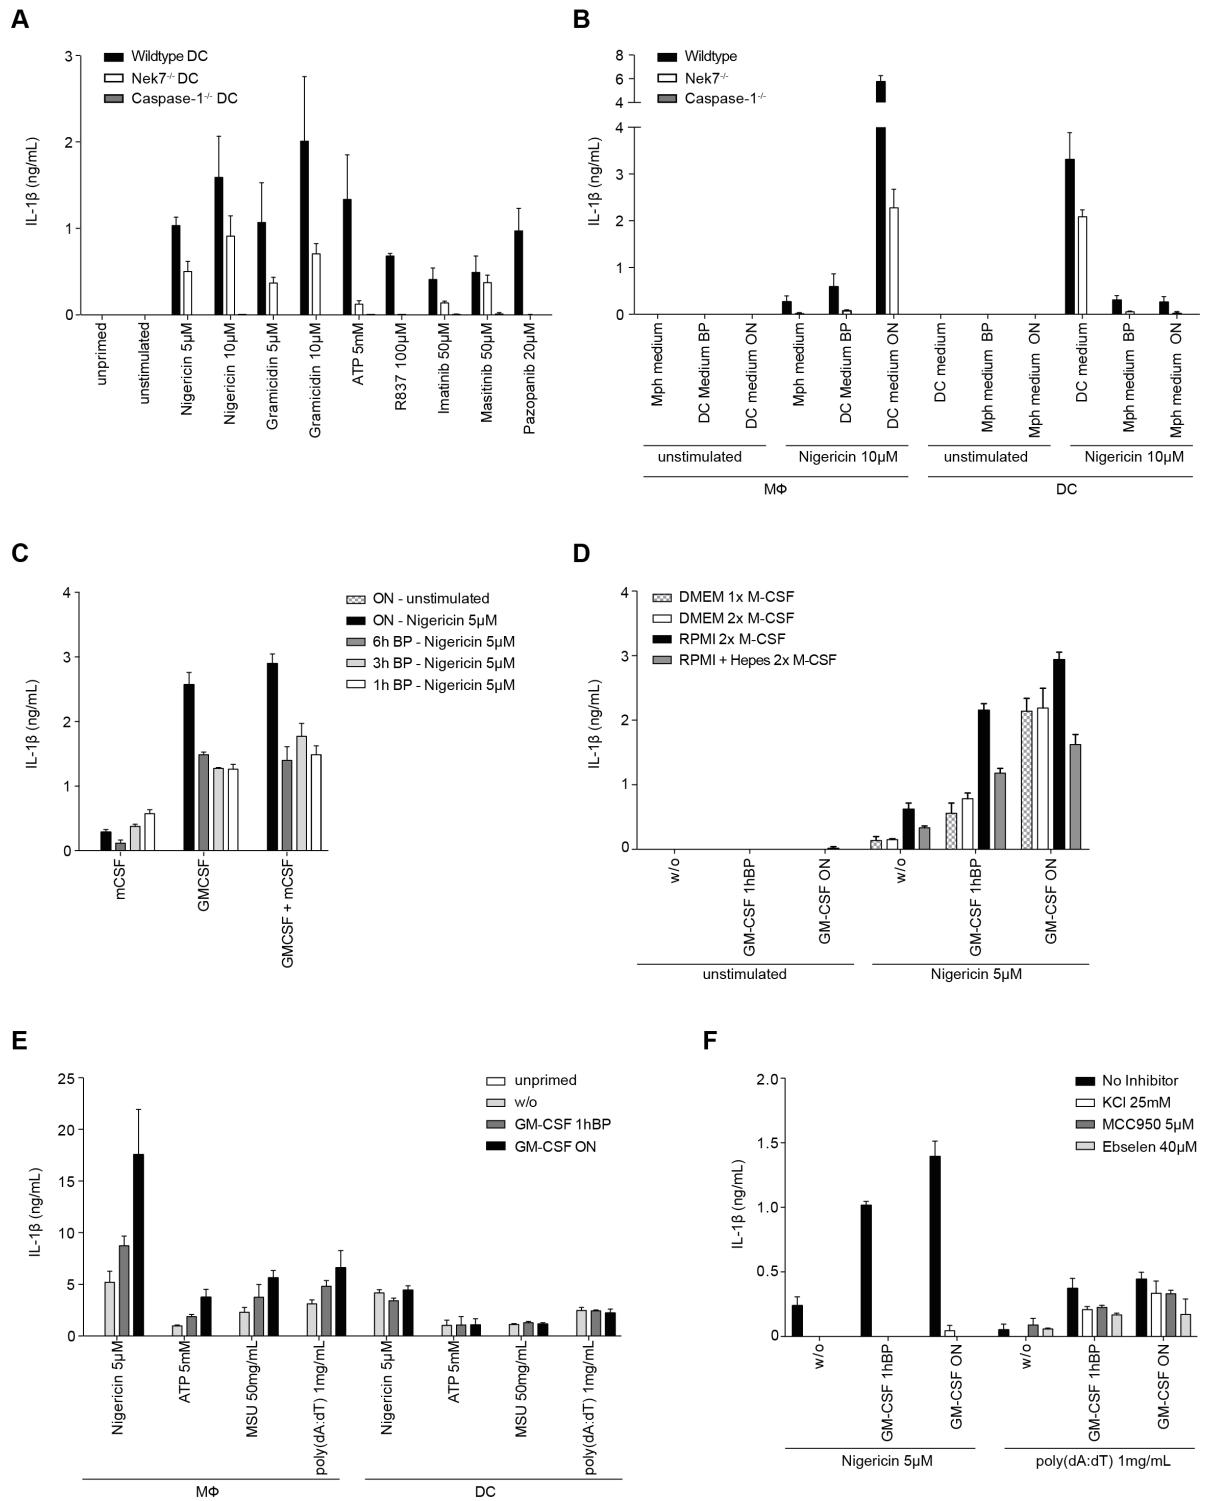 A
IL-1β (ng/mL)
3
2
1
0
Wildtype DC
Nek7-/- DC
Caspase-1-/- DC
unprimed
unstimulated
Nigericin 5µM
Nigericin 10µM
Gramicidin 5µM
Gramicidin 10µM
ATP 5mM
R837 100µM
Imatinib 50µM
Masitinib 50µM
Pazopanib 20µM
B
IL-1β (ng/mL)
8
6
4
4
3
2
1
0
Wildtype
Nek7-/-
Caspase-1-/-
Mph medium
DC Medium BP
DC medium ON
Mph medium
DC Medium BP
DC medium ON
DC medium
Mph medium BP
Mph medium ON
DC medium
Mph medium BP
Mph medium ON
unstimulated
Nigericin 10µM
unstimulated
Nigericin 10µM
MΦ
DC
C
IL-1β (ng/mL)
4
3
2
1
0
ON - unstimulated
ON - Nigericin 5µM
6h BP - Nigericin 5µM
3h BP - Nigericin 5µM
1h BP - Nigericin 5µM
mCSF
GMCSF
GMCSF + mCSF
D
IL-1β (ng/mL)
4
3
2
1
0
DMEM 1x M-CSF
DMEM 2x M-CSF
RPMI 2x M-CSF
RPMI + Hepes 2x M-CSF
w/o
GM-CSF 1hBP
GM-CSF ON
w/o
GM-CSF 1hBP
GM-CSF ON
unstimulated
Nigericin 5µM
E
IL-1β (ng/mL)
25
20
15
10
5
0
unprimed
w/o
GM-CSF 1hBP
GM-CSF ON
Nigericin 5µM
ATP 5mM
MSU 50mg/mL
poly(dA:dT) 1mg/mL
Nigericin 5µM
ATP 5mM
MSU 50mg/mL
poly(dA:dT) 1mg/mL
MΦ
DC
F
IL-1β (ng/mL)
2.0
1.5
1.0
0.5
0
No Inhibitor
KCl 25mM
MCC950 5µM
Ebselen 40µM
w/o
GM-CSF 1hBP
GM-CSF ON
w/o
GM-CSF 1hBP
GM-CSF ON
Nigericin 5µM
poly(dA:dT) 1mg/mL